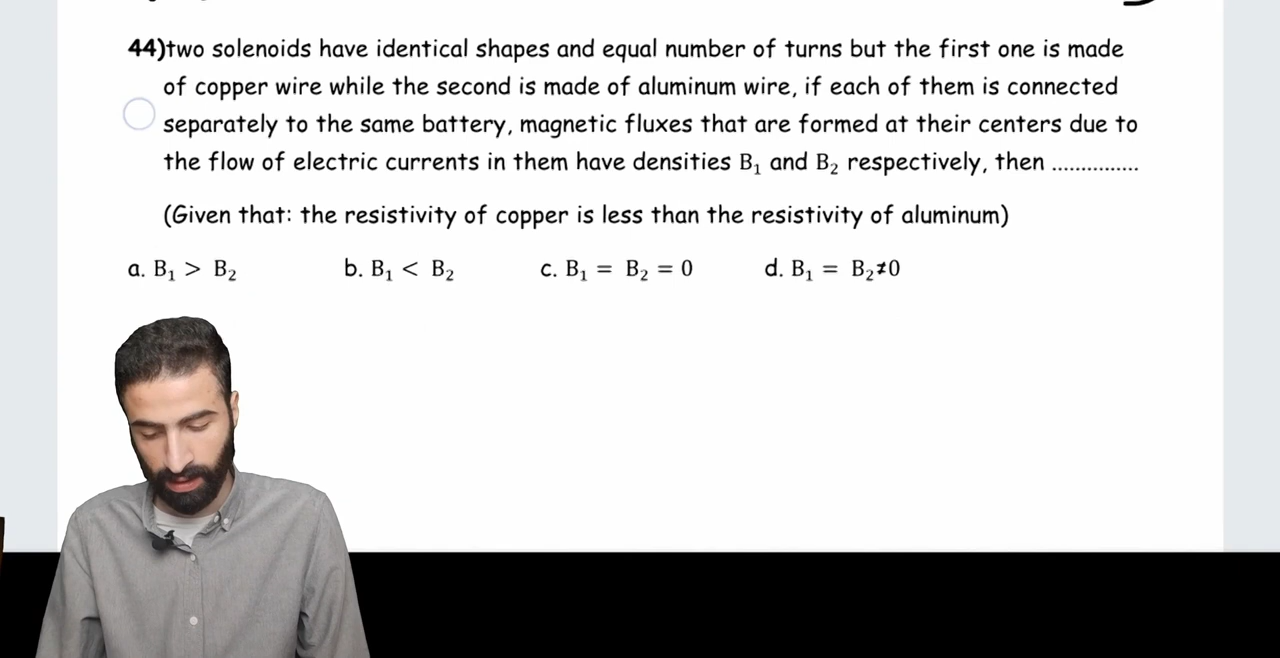 44)two solenoids have identical shapes and equal number of turns but the first one is made
of copper wire while the second is made of aluminum wire, if each of them is connected
separately to the same battery, magnetic fluxes that are formed at their centers due to
the flow of electric currents in them have densities B₁ and B₂ respectively, then ...............
(Given that: the resistivity of copper is less than the resistivity of aluminum)
a. B₁ > B₂ b. B₁ < B₂ c. B₁ = B₂ = 0 d. B₁ = B₂≠0